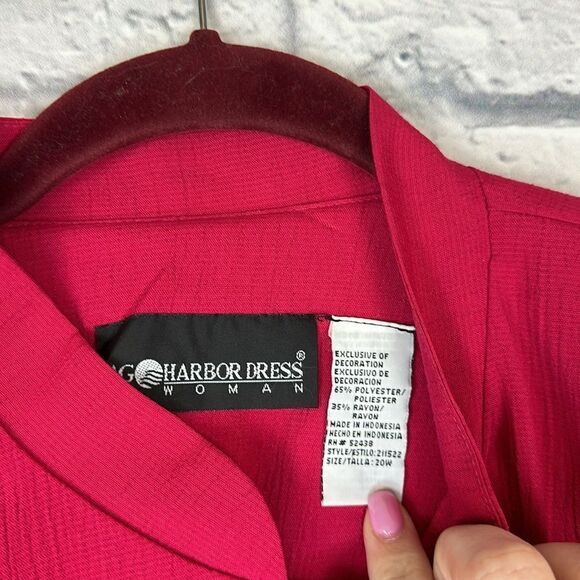 AG HARBOR DRESS®
WOMAN
EXCLUSIVE OF
DECORATION
EXCLUSIVO DE
DECORACION
65% POLYESTER/
POLIESTER
35% RAYON/
RAYON
MADE IN INDONESIA
HECHO EN INDONESIA
RN# 52438
STYLE/ESTILO:211522
SIZE/TALLA:20W